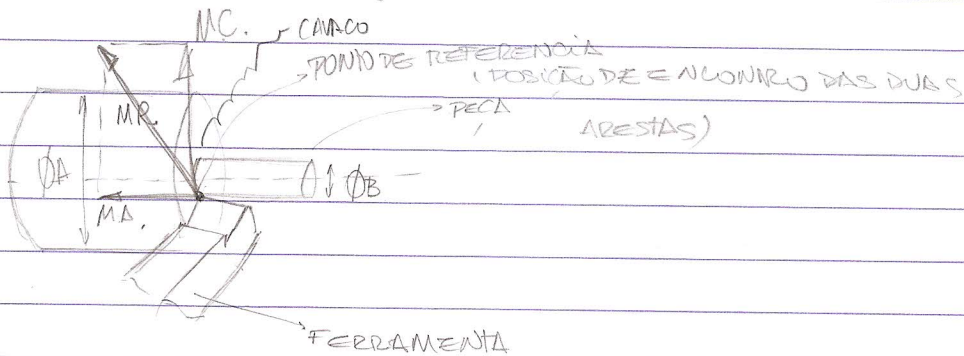 MC.
CAVACO
PONTO DE REFERENCIA
(POSIÇÃO DE ENCONTRO DAS DUAS
ARESTAS)
PEÇA
MR.
ØA
ØB
MA.
FERRAMENTA